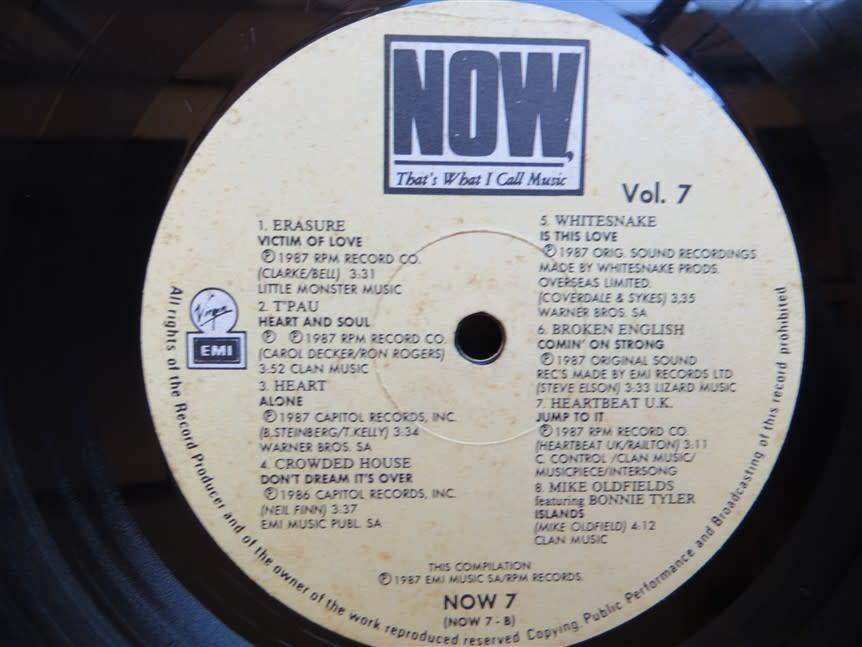 NOW,
That's What I Call Music
Vol. 7
1. ERASURE
VICTIM OF LOVE
Ⓟ1987 RPM RECORD CO.
(CLARKE/BELL) 3:31
LITTLE MONSTER MUSIC
2. T'PAU
HEART AND SOUL
Ⓟ Ⓟ1987 RPM RECORD CO.
(CAROL DECKER/RON ROGERS)
3:52 CLAN MUSIC
3. HEART
ALONE
Ⓟ1987 CAPITOL RECORDS, INC.
(B.STEINBERG/T.KELLY) 3:34
WARNER BROS. SA
4. CROWDED HOUSE
DON'T DREAM IT'S OVER
Ⓟ1986 CAPITOL RECORDS, INC.
(NEIL FINN) 3:37
EMI MUSIC PUBL. SA
5. WHITESNAKE
IS THIS LOVE
Ⓟ1987 ORIG. SOUND RECORDINGS
MADE BY WHITESNAKE PRODS.
OVERSEAS LIMITED.
(COVERDALE & SYKES) 3,35
WARNER BROS. SA
6. BROKEN ENGLISH
COMIN' ON STRONG
Ⓟ1987 ORIGINAL SOUND
REC'S MADE BY EMI RECORDS LTD
(STEVE ELSON) 3:33 LIZARD MUSIC
7. HEARTBEAT U.K.
JUMP TO IT
Ⓟ1987 RPM RECORD CO.
(HEARTBEAT UK/RAILTON) 3:11
C. CONTROL /CLAN MUSIC/
MUSICPIECE/INTERSONG
8. MIKE OLDFIELDS
featuring BONNIE TYLER
ISLANDS
(MIKE OLDFIELD) 4:12
CLAN MUSIC
Virgin
EMI
THIS COMPILATION
Ⓟ1987 EMI MUSIC SA/RPM RECORDS.
NOW 7
(NOW 7 - B)
All rights of the Record Producer and of the owner of the work reproduced reserved Copying, Public Performance and Broadcasting of this record prohibited